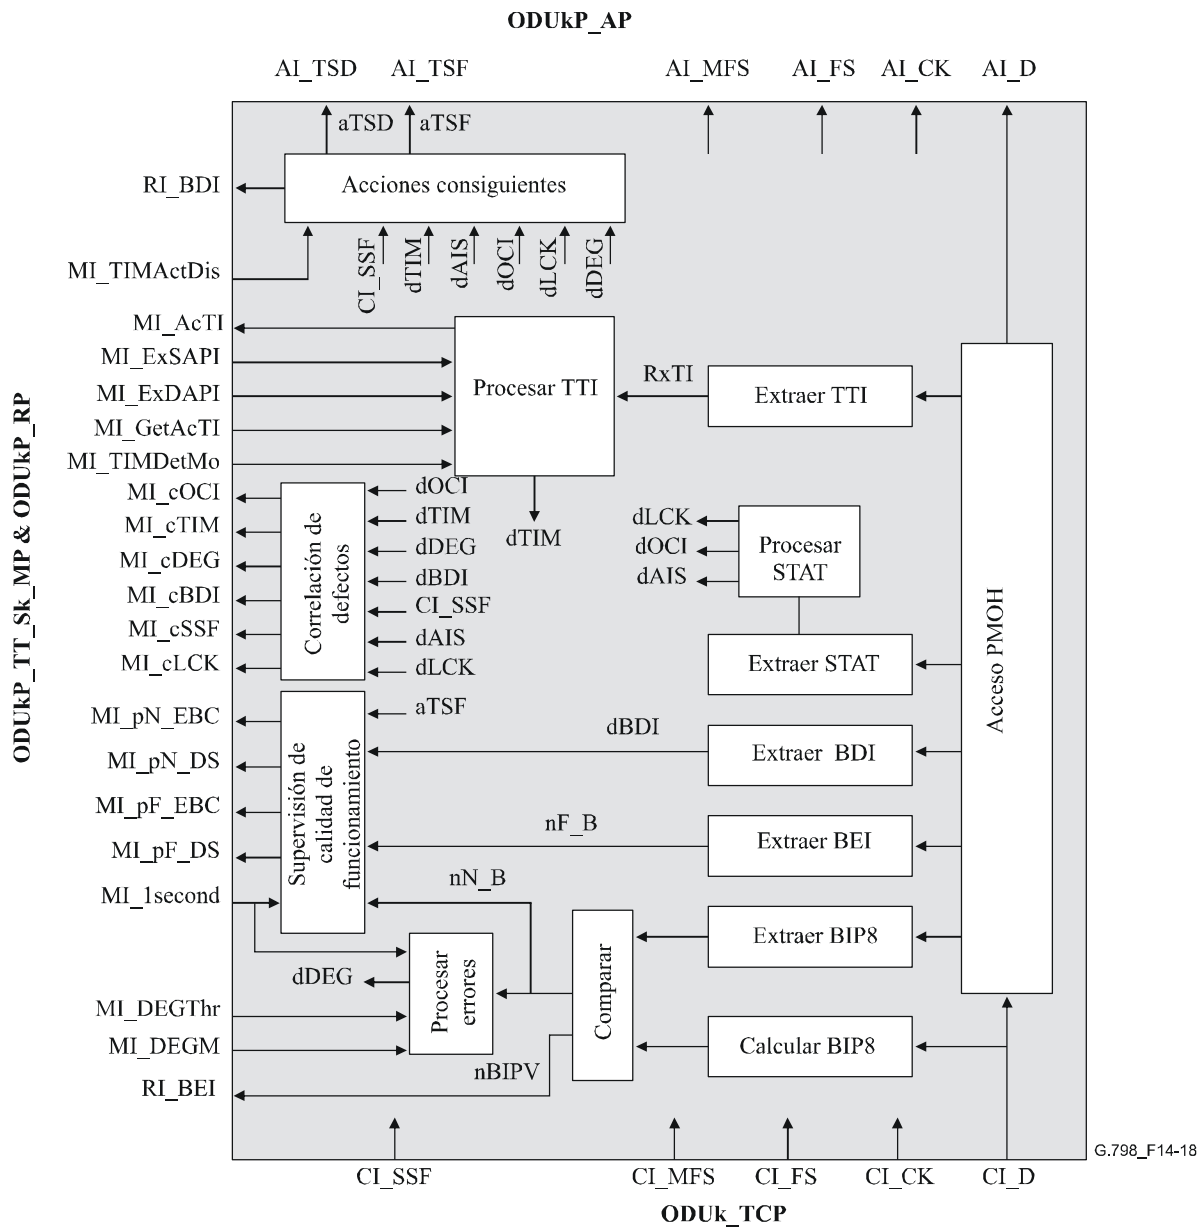 ODUkP_AP
AI_TSD AI_TSF AI_MFS AI_FS AI_CK AI_D
aTSD aTSF
RI_BDI
Acciones consiguientes
CI_SSF dTIM dAIS dOCI dLCK dDEG
MI_TIMActDis
MI_AcTI
MI_ExSAPI
MI_ExDAPI
MI_GetAcTI
MI_TIMDetMo
Procesar TTI
RxTI
Extraer TTI
dTIM
ODUkP_TT_Sk_MP & ODUkP_RP
MI_cOCI
MI_cTIM
MI_cDEG
MI_cBDI
MI_cSSF
MI_cLCK
Correlación de
defectos
dOCI
dTIM
dDEG
dBDI
CI_SSF
dAIS
dLCK
dLCK
dOCI
dAIS
Procesar
STAT
Extraer STAT
Acceso PMOH
MI_pN_EBC
MI_pN_DS
MI_pF_EBC
MI_pF_DS
MI_1second
Supervisión de
calidad de
funcionamiento
aTSF
dBDI
Extraer BDI
nF_B
Extraer BEI
nN_B
Extraer BIP8
Comparar
Procesar
errores
dDEG
MI_DEGThr
MI_DEGM
RI_BEI
nBIPV
Calcular BIP8
CI_SSF CI_MFS CI_FS CI_CK CI_D
G.798_F14-18
ODUk_TCP